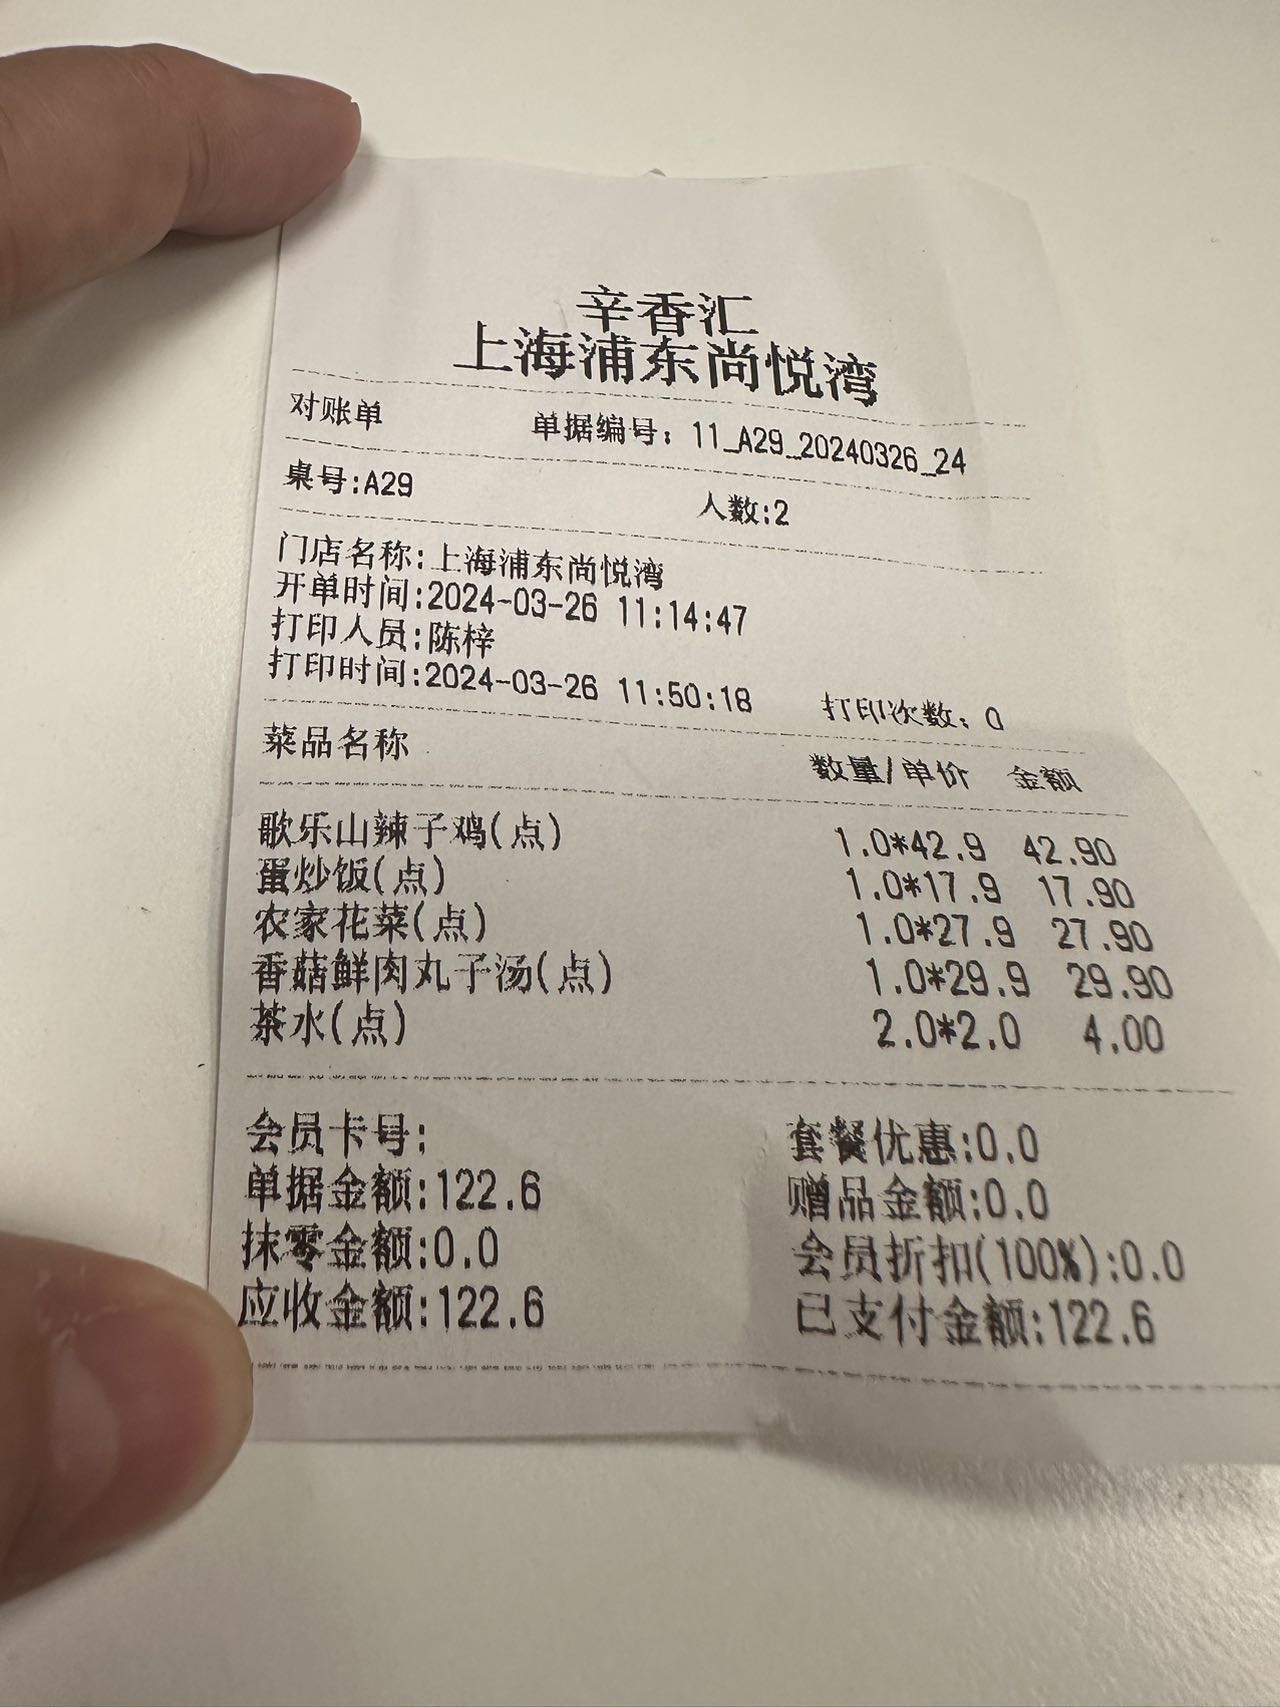 辛香汇
上海浦东尚悦湾
对账单 单据编号：11_A29_20240326_24
桌号:A29 人数:2
门店名称:上海浦东尚悦湾
开单时间:2024-03-26 11:14:47
打印人员:陈梓
打印时间:2024-03-26 11:50:18 打印次数：0
菜品名称 数量/单价 金额
歌乐山辣子鸡(点) 1.0*42.9 42.90
蛋炒饭(点) 1.0*17.9 17.90
农家花菜(点) 1.0*27.9 27.90
香菇鲜肉丸子汤(点) 1.0*29.9 29.90
茶水(点) 2.0*2.0 4.00
会员卡号: 套餐优惠:0.0
单据金额:122.6 赠品金额:0.0
抹零金额:0.0 会员折扣(100%):0.0
应收金额:122.6 已支付金额:122.6